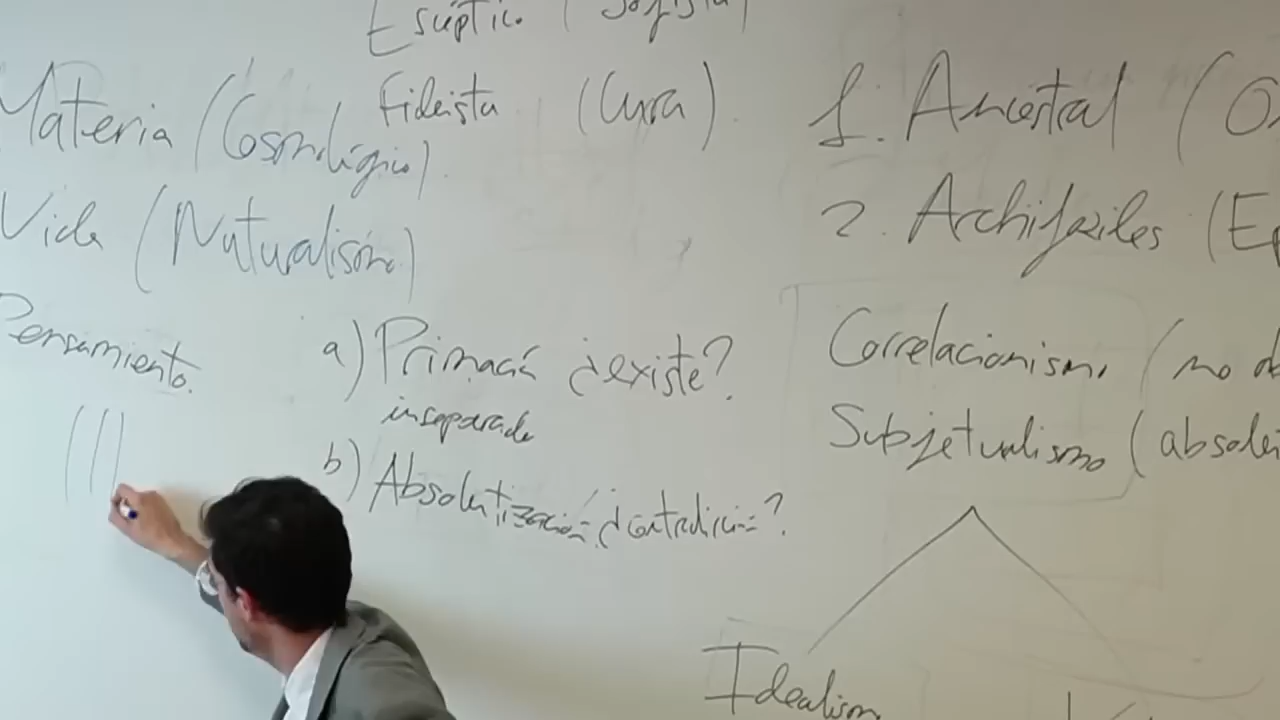 Escéptico (Sofista)
Fideista (Cura).
Materia (Cosmológico).
Vida (Naturalismo)
Pensamiento.
a) Primacía ¿existe?
inseparable
b) Absolutización ¿contradicción?
1. Ancestral (
2. Archifósiles (
Correlacionismo (no
Subjetualismo (absolu
Idealism